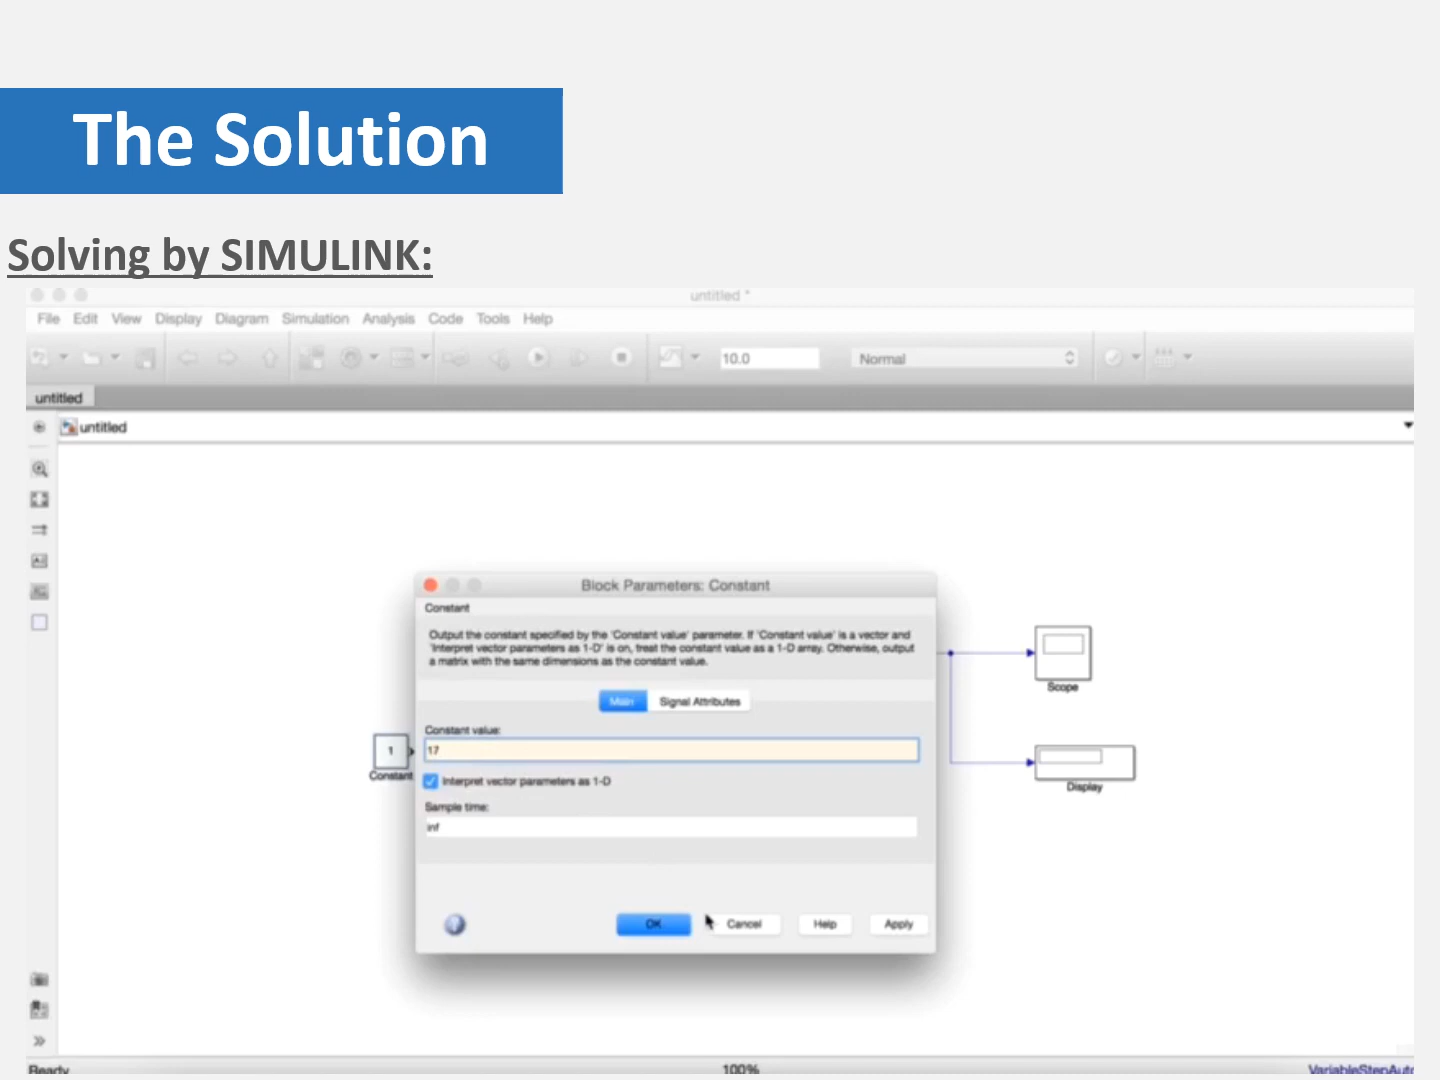 The Solution
Solving by SIMULINK:
untitled *
File Edit View Display Diagram Simulation Analysis Code Tools Help
10.0 Normal
untitled
untitled
Block Parameters: Constant
Constant
Output the constant specified by the 'Constant value' parameter. If 'Constant value' is a vector and
'Interpret vector parameters as 1-D' is on, treat the constant value as a 1-D array. Otherwise, output
a matrix with the same dimensions as the constant value.
Main Signal Attributes
Scope
Constant value:
1 17
Constant
Interpret vector parameters as 1-D
Display
Sample time:
inf
OK Cancel Help Apply
Ready 100% VariableStepAuto